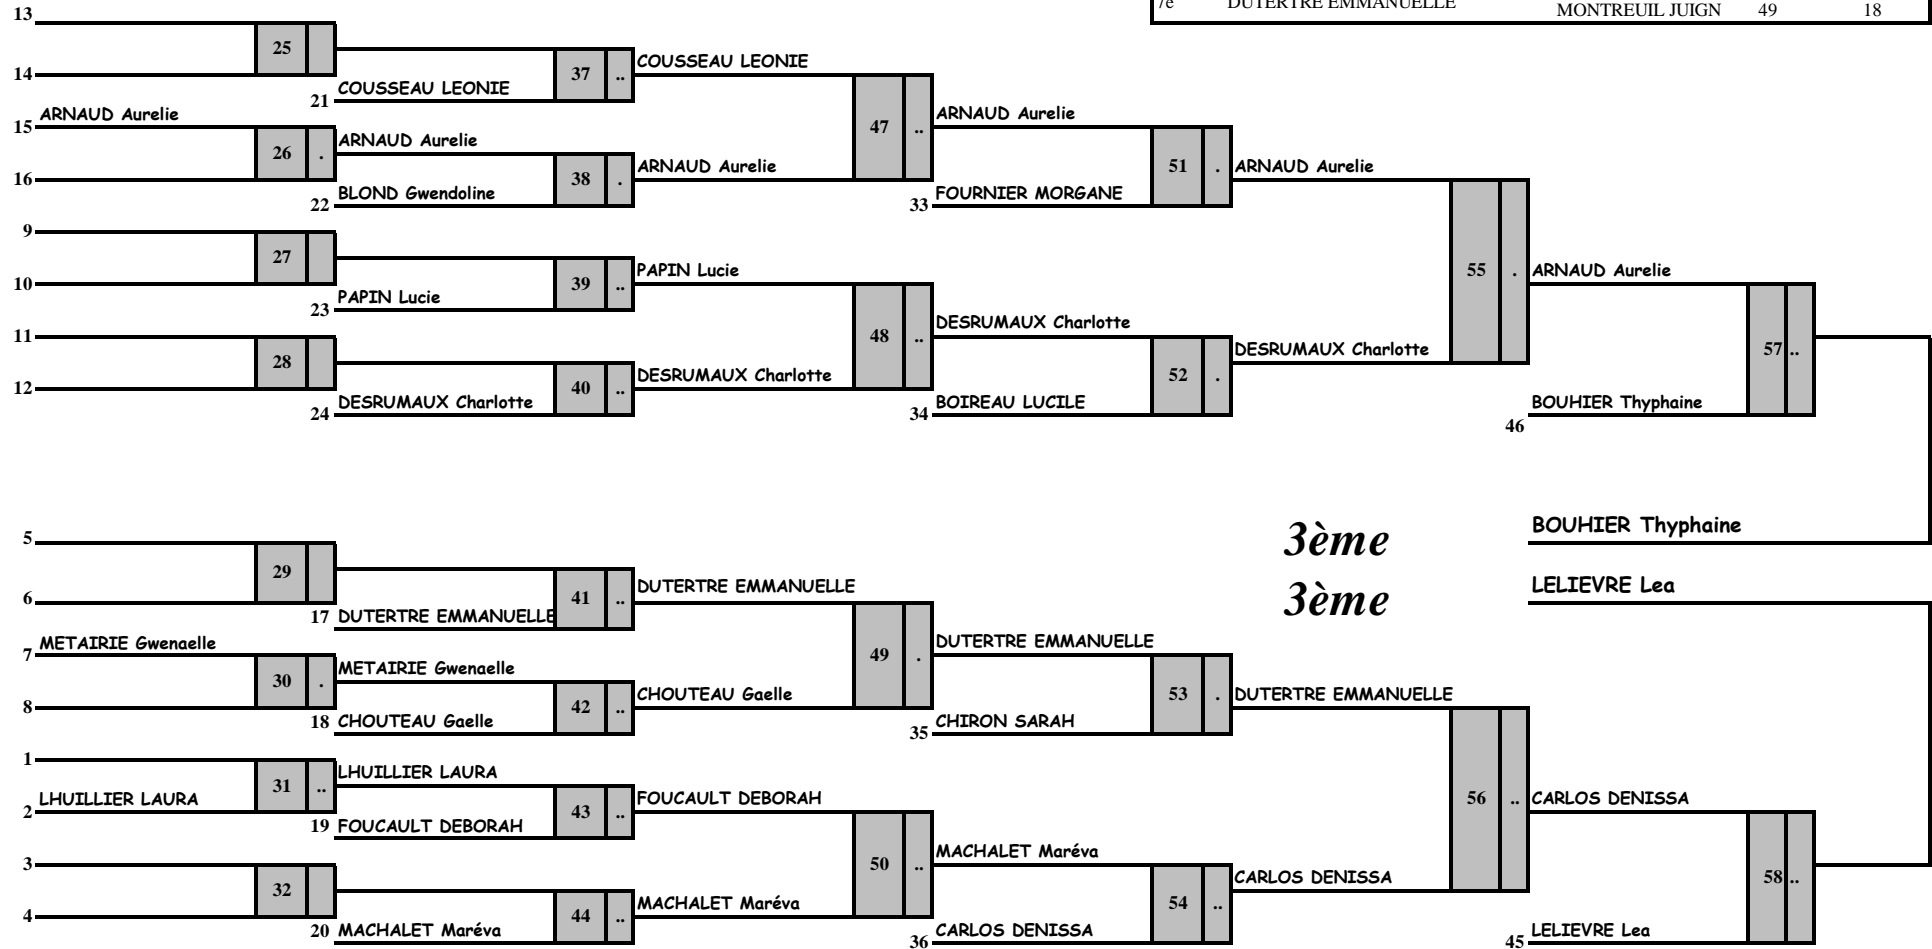 7e DUTERTRE EMMANUELLE MONTREUIL JUIGN 49 18
13
25
14
COUSSEAU LEONIE
21
37 ..
COUSSEAU LEONIE
ARNAUD Aurelie
15
26 .
16
ARNAUD Aurelie
22 BLOND Gwendoline
38 .
ARNAUD Aurelie
47 ..
ARNAUD Aurelie
33 FOURNIER MORGANE
51 .
ARNAUD Aurelie
9
27
10
23 PAPIN Lucie
39 ..
PAPIN Lucie
11
28
12
24 DESRUMAUX Charlotte
40 ..
DESRUMAUX Charlotte
48 ..
DESRUMAUX Charlotte
34 BOIREAU LUCILE
52 .
DESRUMAUX Charlotte
55 .
ARNAUD Aurelie
46 BOUHIER Thyphaine
57 ..
3ème BOUHIER Thyphaine
3ème LELIEVRE Lea
5
29
6
17 DUTERTRE EMMANUELLE
41 ..
DUTERTRE EMMANUELLE
7 METAIRIE Gwenaelle
30 .
8
METAIRIE Gwenaelle
18 CHOUTEAU Gaelle
42 ..
CHOUTEAU Gaelle
49 .
DUTERTRE EMMANUELLE
35 CHIRON SARAH
53 .
DUTERTRE EMMANUELLE
1
31 ..
2 LHUILLIER LAURA
LHUILLIER LAURA
19 FOUCAULT DEBORAH
43 ..
FOUCAULT DEBORAH
3
32
4
20 MACHALET Maréva
44 ..
MACHALET Maréva
50 ..
MACHALET Maréva
36 CARLOS DENISSA
54 ..
CARLOS DENISSA
56 ..
CARLOS DENISSA
45 LELIEVRE Lea
58 ..